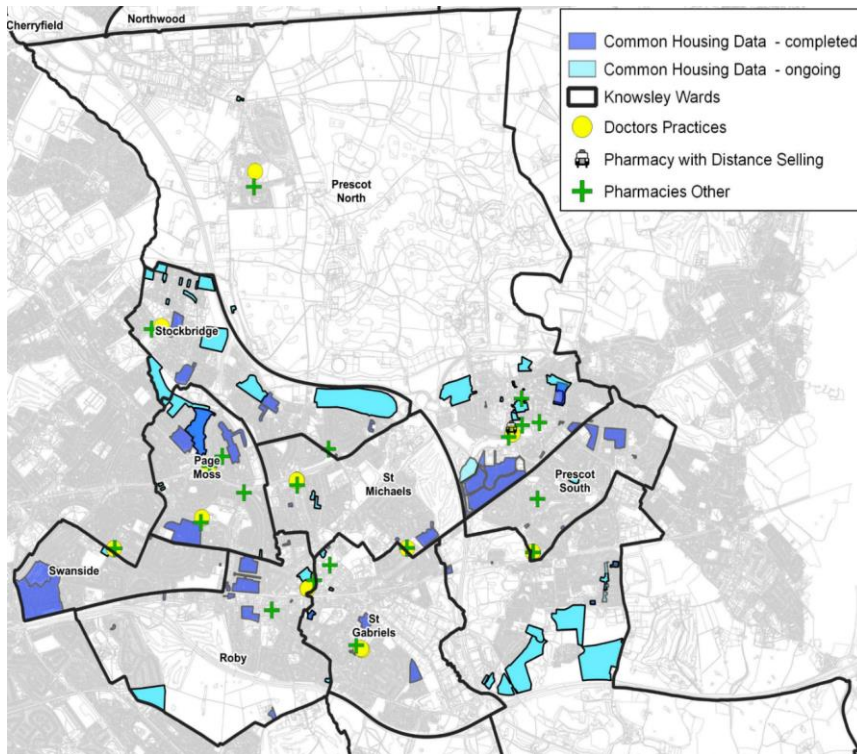 Northwood
Cherryfield
Common Housing Data - completed
Common Housing Data - ongoing
Knowsley Wards
Doctors Practices
Pharmacy with Distance Selling
Pharmacies Other
Prescot
North
Stockbridge
Page
Moss
St
Michaels
Prescot
South
Swanside
Roby
St
Gabriels